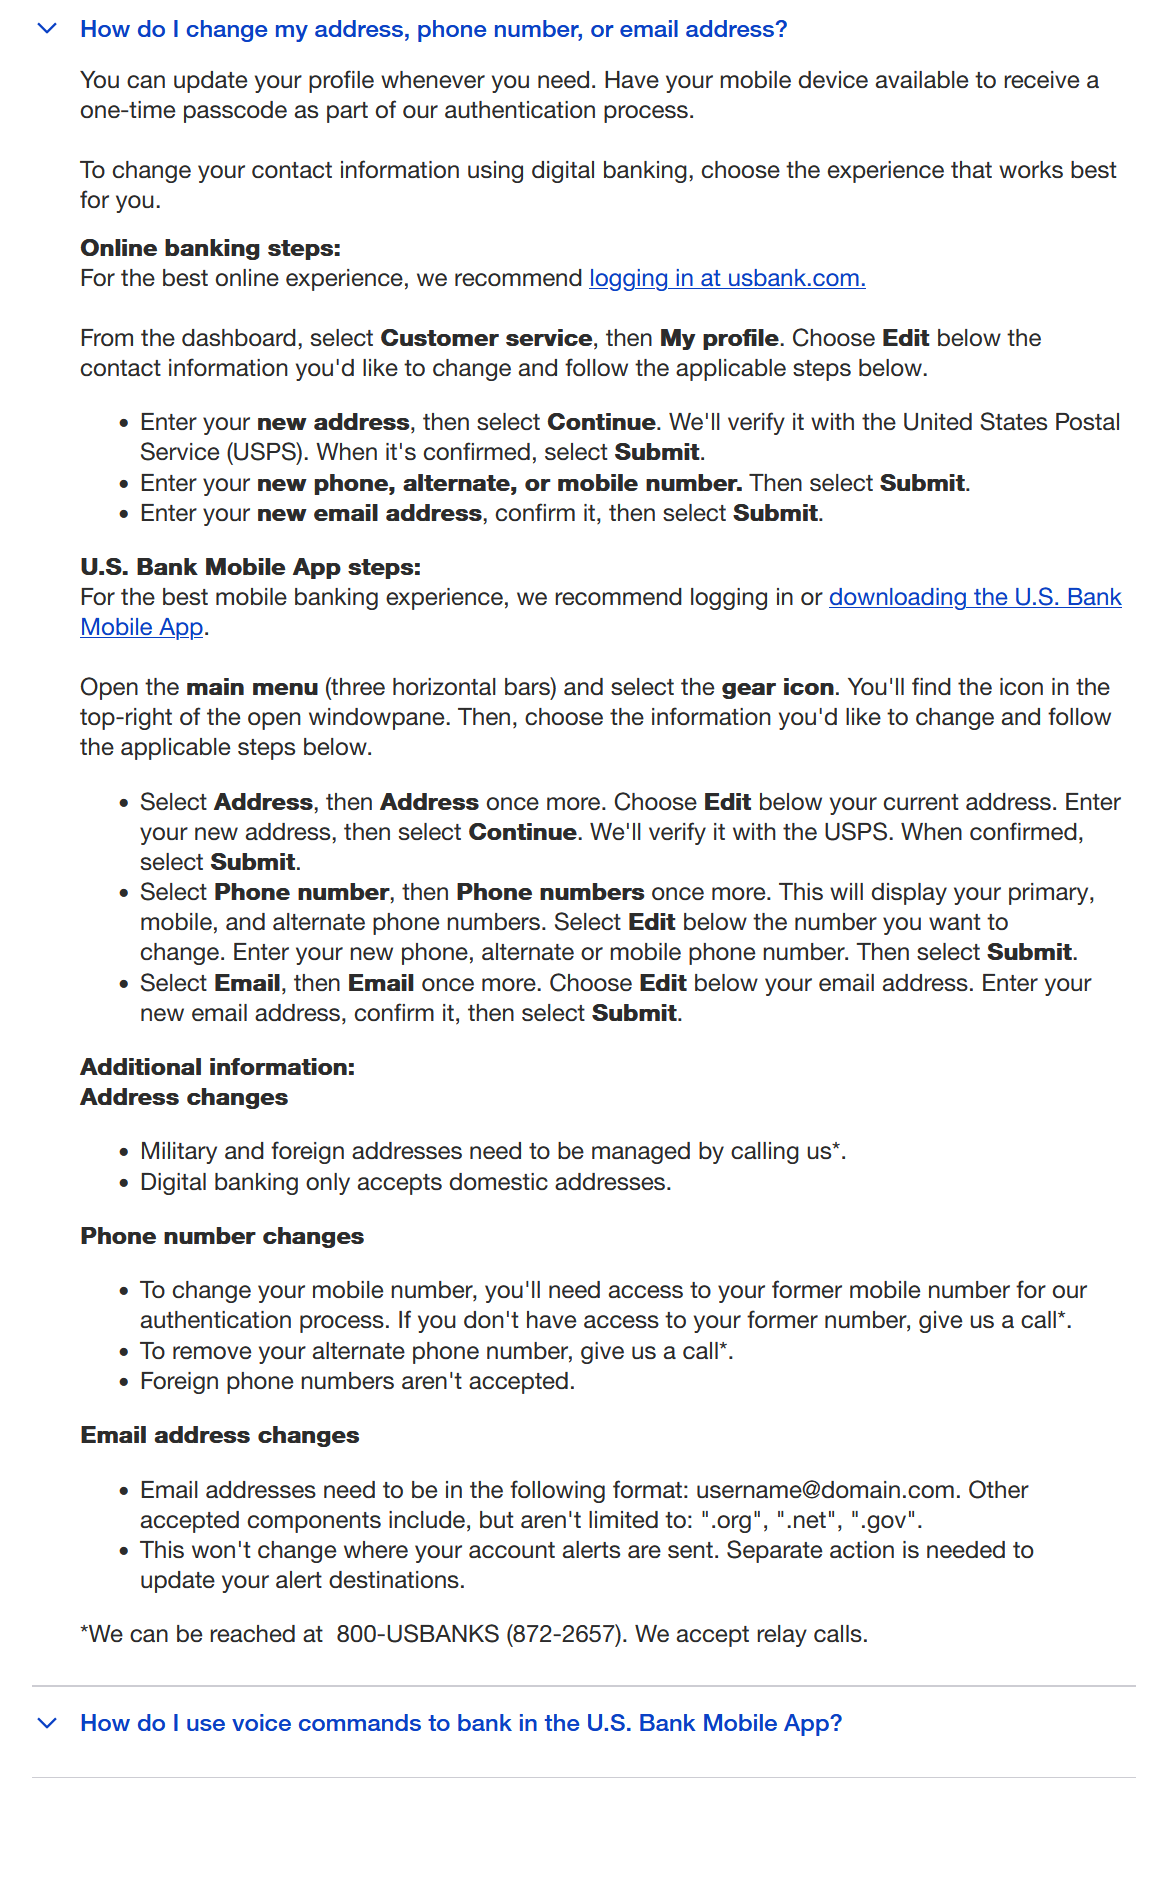 How do I change my address, phone number, or email address?
You can update your profile whenever you need. Have your mobile device available to receive a
one-time passcode as part of our authentication process.
To change your contact information using digital banking, choose the experience that works best
for you.
Online banking steps:
For the best online experience, we recommend logging in at usbank.com.
From the dashboard, select Customer service, then My profile. Choose Edit below the
contact information you'd like to change and follow the applicable steps below.
• Enter your new address, then select Continue. We'll verify it with the United States Postal
Service (USPS). When it's confirmed, select Submit.
• Enter your new phone, alternate, or mobile number. Then select Submit.
• Enter your new email address, confirm it, then select Submit.
U.S. Bank Mobile App steps:
For the best mobile banking experience, we recommend logging in or downloading the U.S. Bank
Mobile App.
Open the main menu (three horizontal bars) and select the gear icon. You'll find the icon in the
top-right of the open windowpane. Then, choose the information you'd like to change and follow
the applicable steps below.
• Select Address, then Address once more. Choose Edit below your current address. Enter
your new address, then select Continue. We'll verify it with the USPS. When confirmed,
select Submit.
• Select Phone number, then Phone numbers once more. This will display your primary,
mobile, and alternate phone numbers. Select Edit below the number you want to
change. Enter your new phone, alternate or mobile phone number. Then select Submit.
• Select Email, then Email once more. Choose Edit below your email address. Enter your
new email address, confirm it, then select Submit.
Additional information:
Address changes
• Military and foreign addresses need to be managed by calling us*.
• Digital banking only accepts domestic addresses.
Phone number changes
• To change your mobile number, you'll need access to your former mobile number for our
authentication process. If you don't have access to your former number, give us a call*.
• To remove your alternate phone number, give us a call*.
• Foreign phone numbers aren't accepted.
Email address changes
• Email addresses need to be in the following format: username@domain.com. Other
accepted components include, but aren't limited to: ".org", ".net", ".gov".
• This won't change where your account alerts are sent. Separate action is needed to
update your alert destinations.
*We can be reached at 800-USBANKS (872-2657). We accept relay calls.
How do I use voice commands to bank in the U.S. Bank Mobile App?